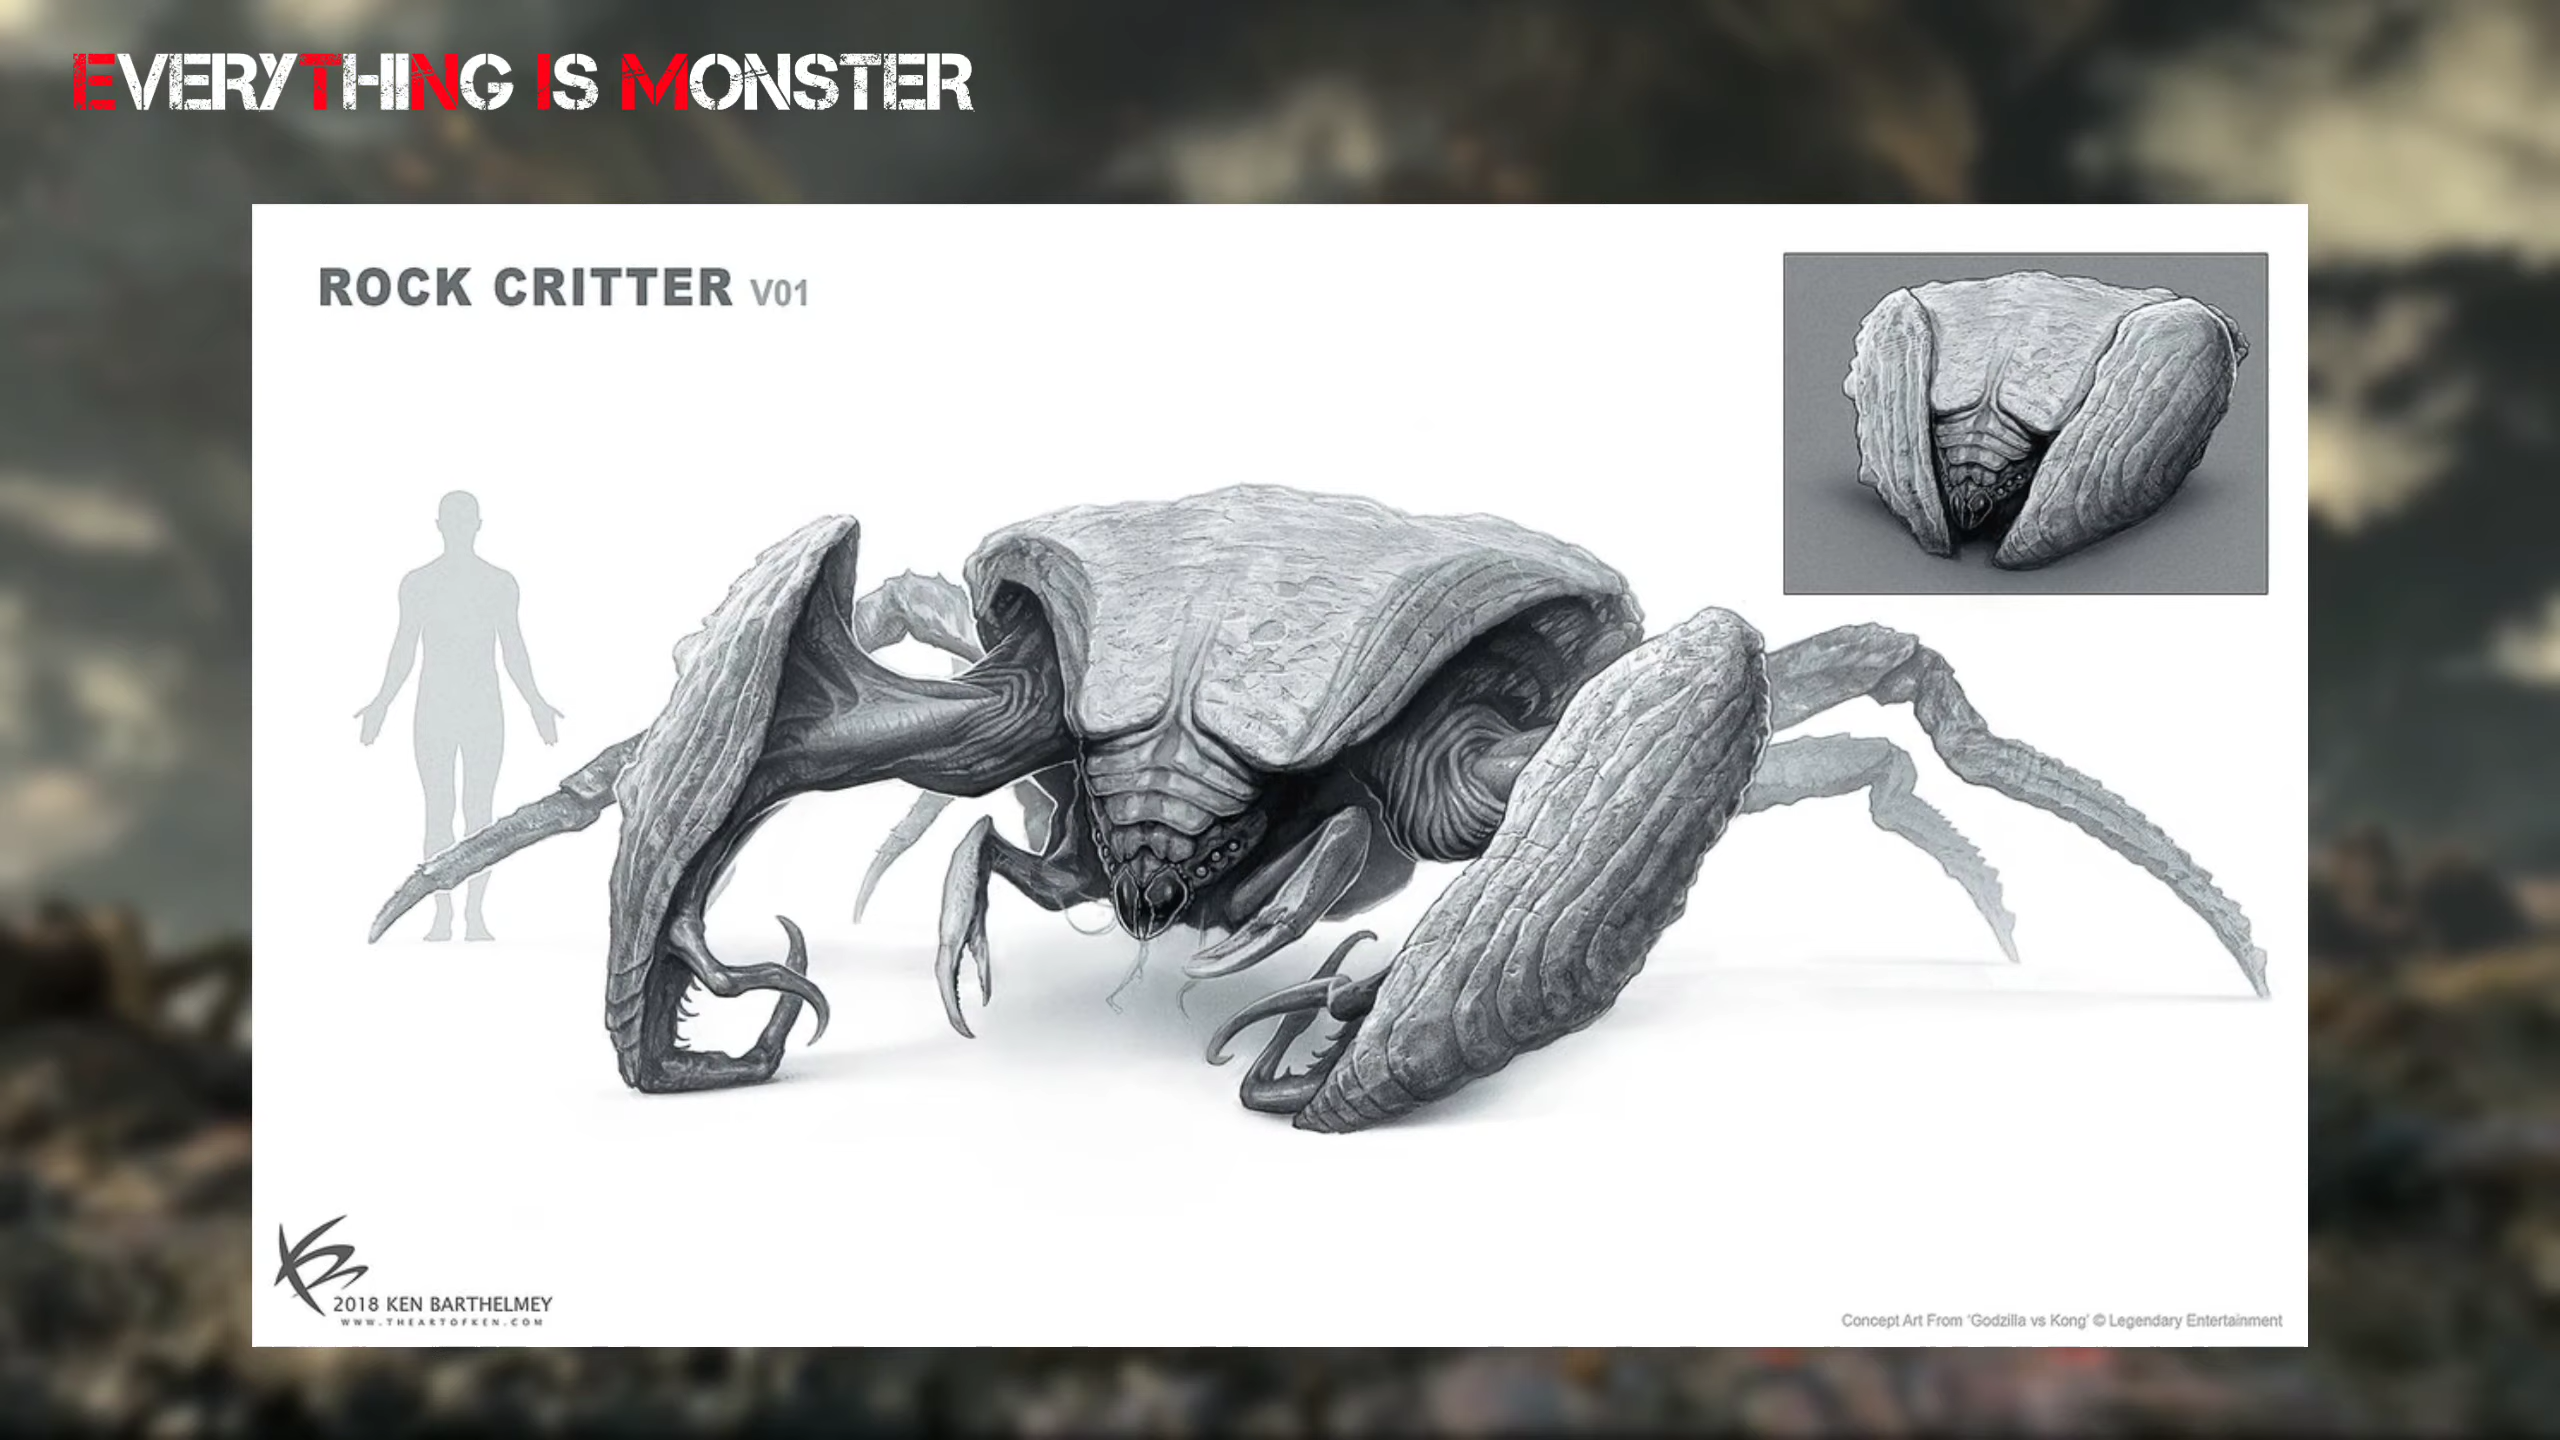 EVERYTHING IS MONSTER
ROCK CRITTER V01
2018 KEN BARTHELMEY
WWW.THEARTOFKEN.COM
Concept Art From 'Godzilla vs Kong' © Legendary Entertainment